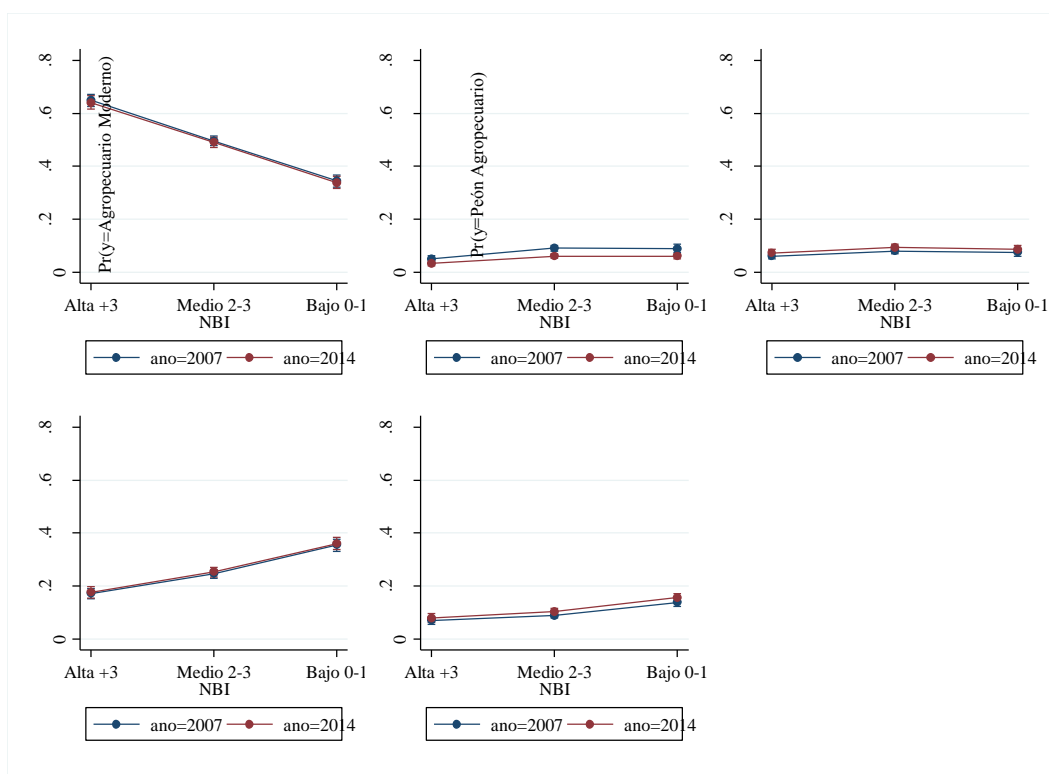 Pr(y=Agropecuario Moderno)
.8
.6
.4
.2
0
Alta +3 Medio 2-3 Bajo 0-1
NBI
ano=2007 ano=2014
Pr(y=Peón Agropecuario)
.8
.6
.4
.2
0
Alta +3 Medio 2-3 Bajo 0-1
NBI
ano=2007 ano=2014
.8
.6
.4
.2
0
Alta +3 Medio 2-3 Bajo 0-1
NBI
ano=2007 ano=2014
.8
.6
.4
.2
0
Alta +3 Medio 2-3 Bajo 0-1
NBI
ano=2007 ano=2014
.8
.6
.4
.2
0
Alta +3 Medio 2-3 Bajo 0-1
NBI
ano=2007 ano=2014